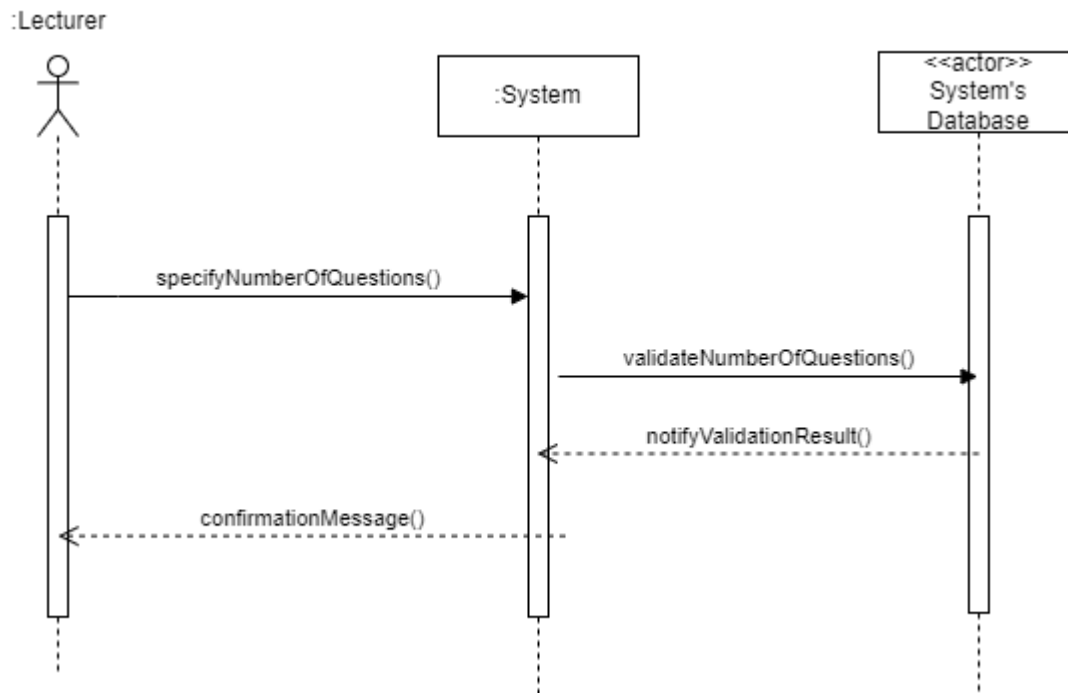 :Lecturer
:System
<<actor>>
System's
Database
specifyNumberOfQuestions()
validateNumberOfQuestions()
notifyValidationResult()
confirmationMessage()